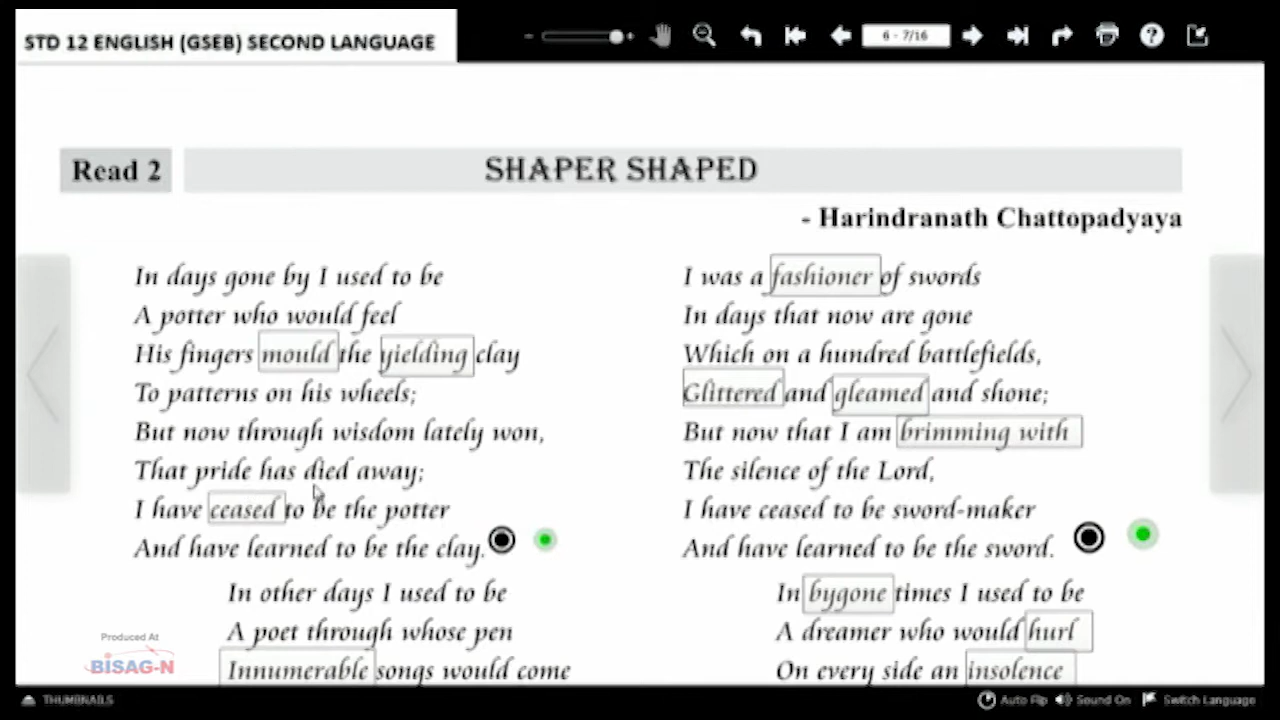 STD 12 ENGLISH (GSEB) SECOND LANGUAGE
6 - 7/16
Read 2
SHAPER SHAPED
- Harindranath Chattopadyaya
In days gone by I used to be
A potter who would feel
His fingers mould the yielding clay
To patterns on his wheels;
But now through wisdom lately won,
That pride has died away;
I have ceased to be the potter
And have learned to be the clay.
In other days I used to be
A poet through whose pen
Innumerable songs would come
I was a fashioner of swords
In days that now are gone
Which on a hundred battlefields,
Glittered and gleamed and shone;
But now that I am brimming with
The silence of the Lord,
I have ceased to be sword-maker
And have learned to be the sword.
In bygone times I used to be
A dreamer who would hurl
On every side an insolence
Produced At
BISAG-N
THUMBNAILS
Auto Flip
Sound On
Switch Language